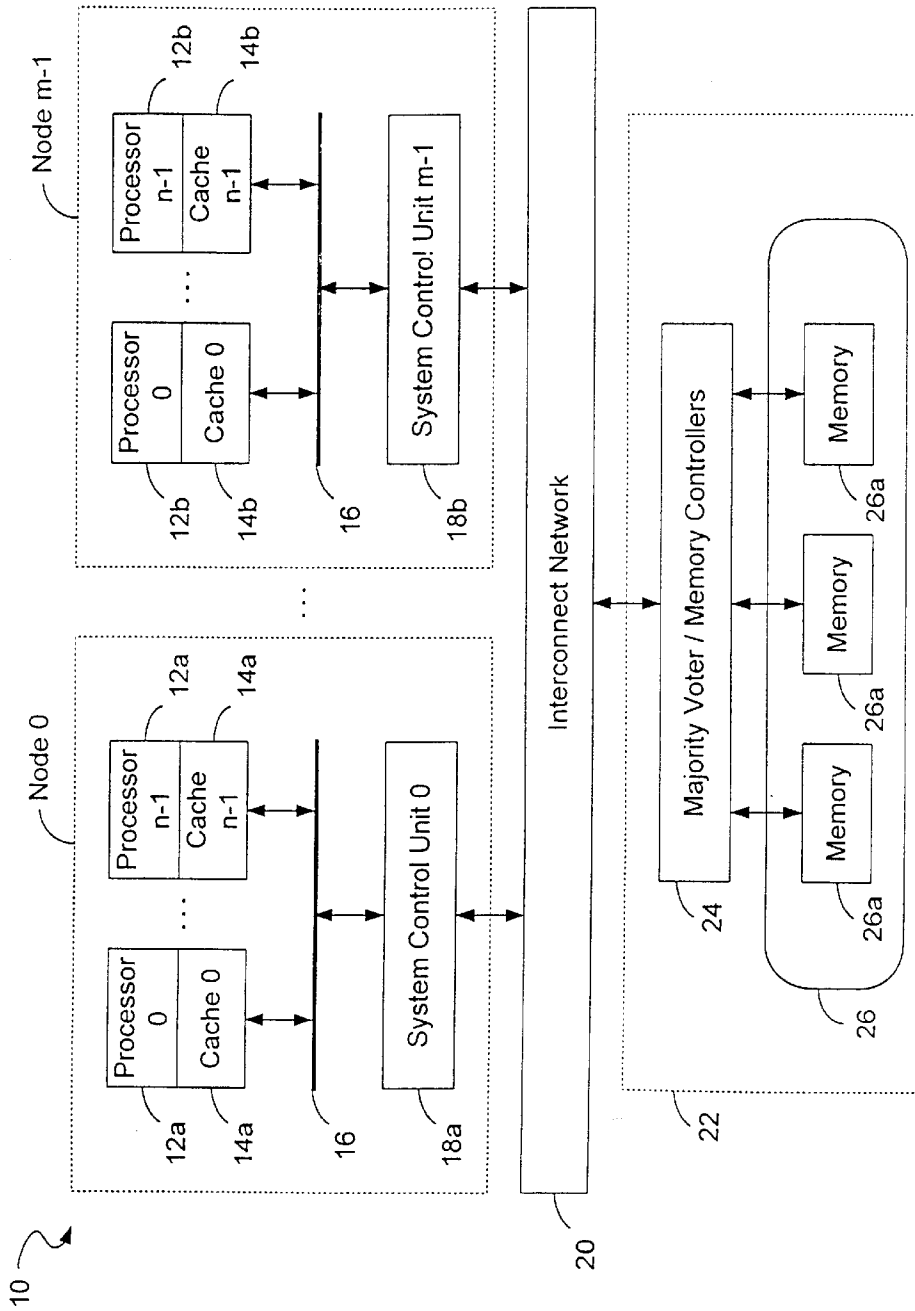 10
Node 0
Node m-1
Processor
0
Cache 0
12a
14a
...
Processor
n-1
Cache
n-1
12a
14a
16
System Control Unit 0
18a
...
Processor
0
Cache 0
12b
14b
...
Processor
n-1
Cache
n-1
12b
14b
16
System Control Unit m-1
18b
Interconnect Network
20
22
Majority Voter / Memory Controllers
24
Memory
26a
Memory
26a
Memory
26a
26